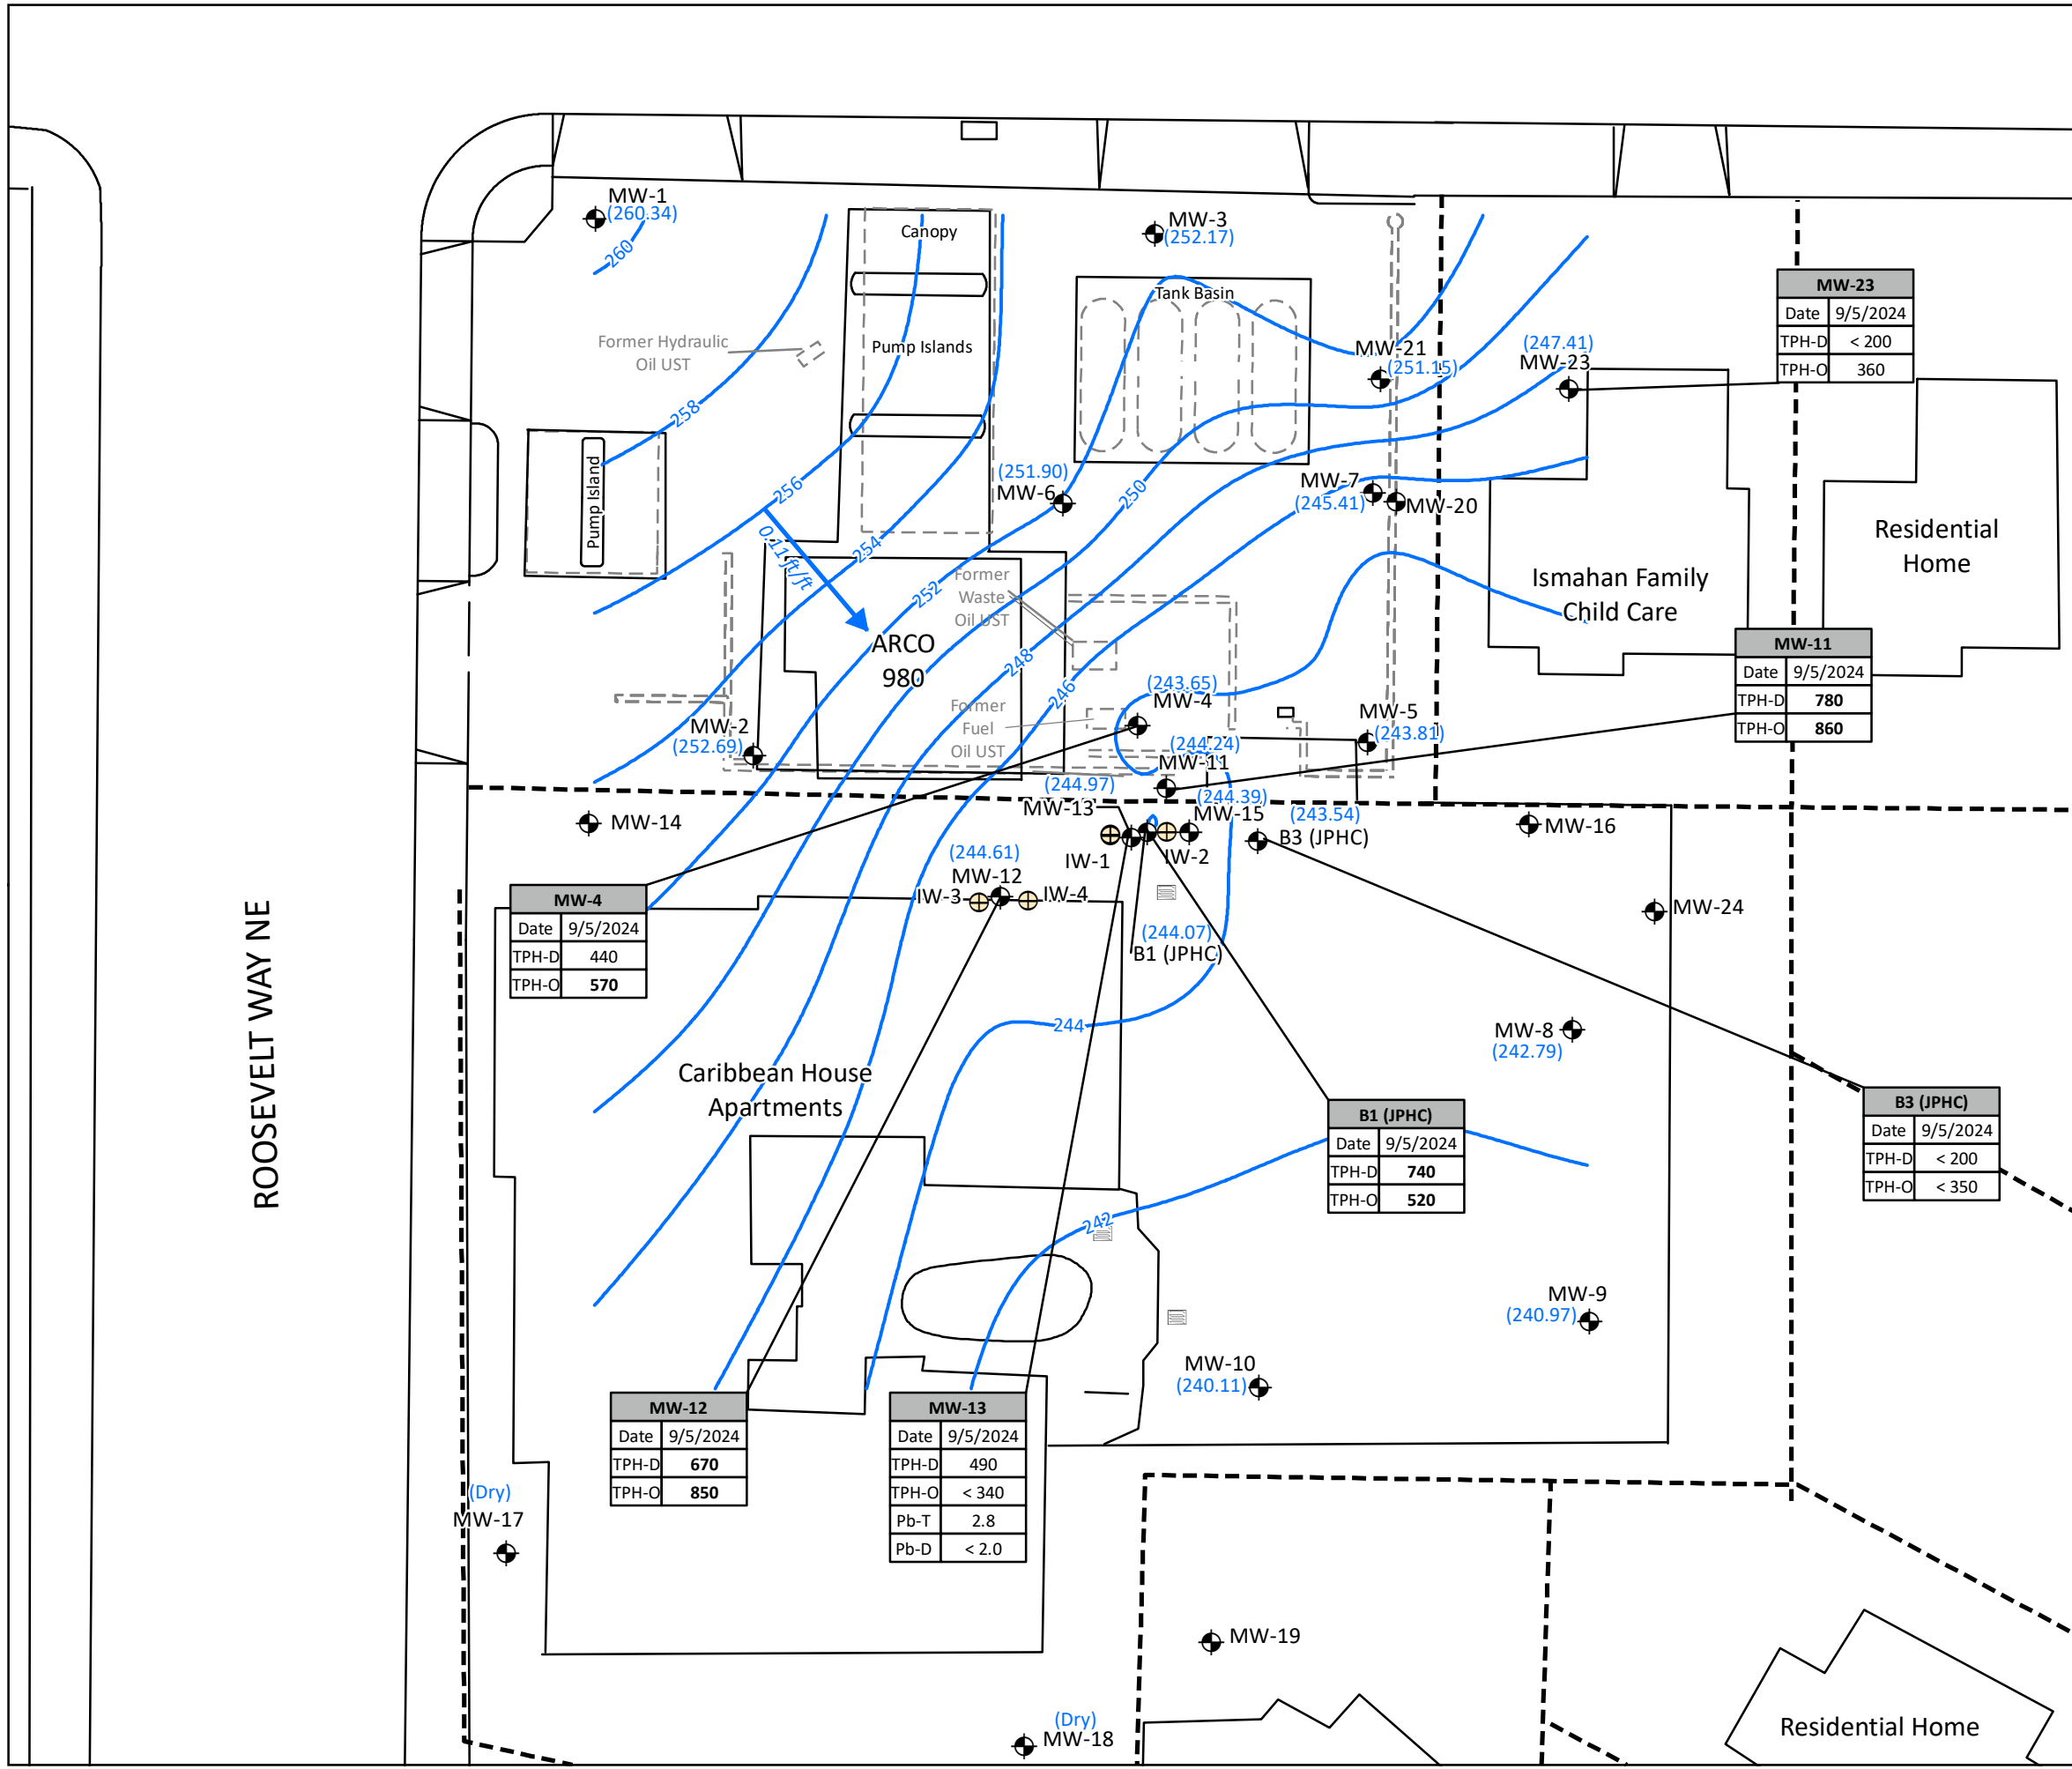 MW-1
(260.34)
260
Canopy
MW-3
(252.17)
Tank Basin
Former Hydraulic
Oil UST
Pump Islands
MW-21
(251.15)
(247.41)
MW-23
MW-23
Date 9/5/2024
TPH-D < 200
TPH-O 360
258
Pump Island
256
(251.90)
MW-6
250
MW-7
(245.41)
MW-20
0.11ft/ft
254
252
Former
Waste
Oil UST
Residential
Home
Ismahan Family
Child Care
ARCO
980
248
246
MW-11
Date 9/5/2024
TPH-D 780
TPH-O 860
(243.65)
MW-4
Former
Fuel
Oil UST
MW-2
(252.69)
MW-5
(243.81)
(244.24)
MW-11
(244.97)
MW-13
(244.39)
MW-15
(243.54)
B3 (JPHC)
MW-14
MW-16
IW-1
IW-2
(244.61)
MW-12
IW-3
IW-4
MW-24
MW-4
Date 9/5/2024
TPH-D 440
TPH-O 570
(244.07)
B1 (JPHC)
ROOSEVELT WAY NE
244
MW-8
(242.79)
Caribbean House
Apartments
B1 (JPHC)
Date 9/5/2024
TPH-D 740
TPH-O 520
B3 (JPHC)
Date 9/5/2024
TPH-D < 200
TPH-O < 350
242
MW-9
(240.97)
MW-10
(240.11)
MW-12
Date 9/5/2024
TPH-D 670
TPH-O 850
MW-13
Date 9/5/2024
TPH-D 490
TPH-O < 340
Pb-T 2.8
Pb-D < 2.0
(Dry)
MW-17
MW-19
(Dry)
MW-18
Residential Home